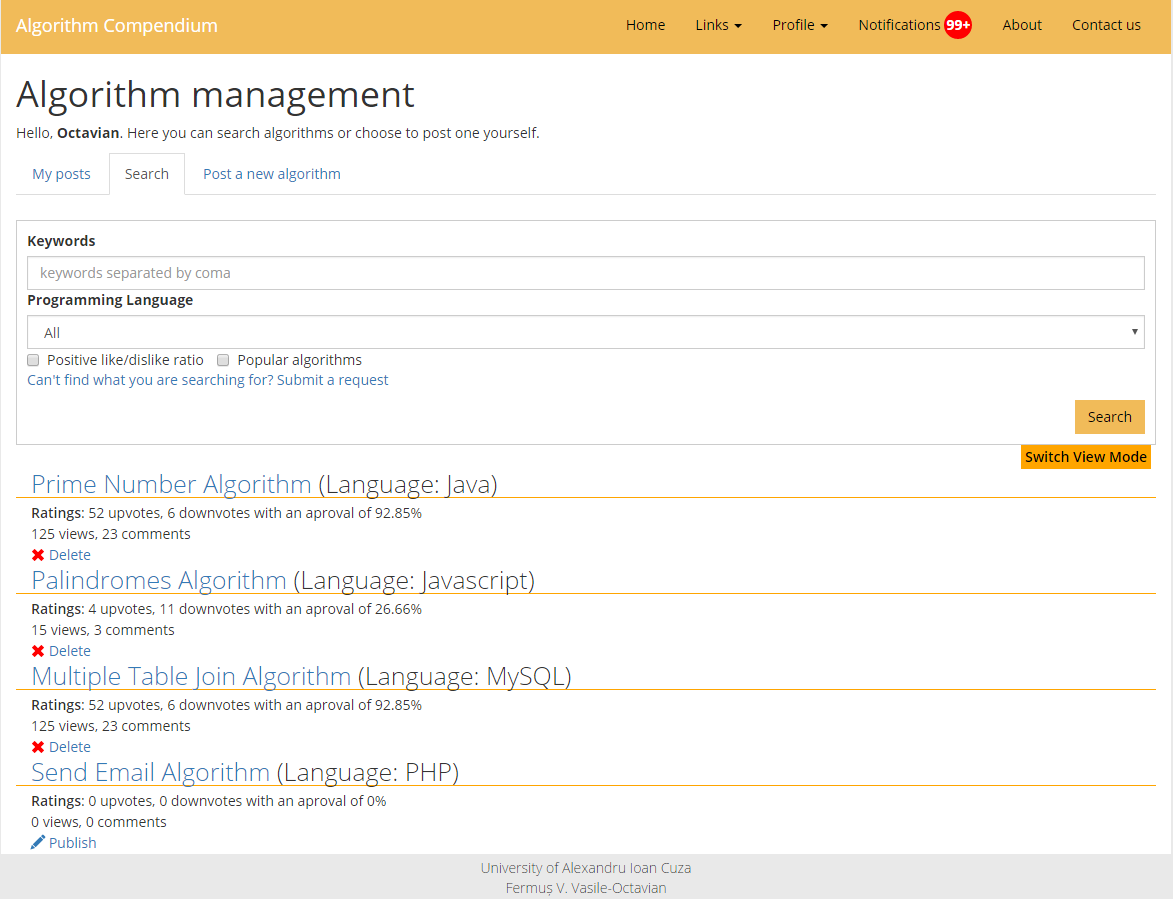 Algorithm Compendium Home Links Profile Notifications 99+ About Contact us
Algorithm management
Hello, Octavian. Here you can search algorithms or choose to post one yourself.
My posts Search Post a new algorithm
Keywords
keywords separated by coma
Programming Language
All
Positive like/dislike ratio Popular algorithms
Can't find what you are searching for? Submit a request
Search
Switch View Mode
Prime Number Algorithm (Language: Java)
Ratings: 52 upvotes, 6 downvotes with an aproval of 92.85%
125 views, 23 comments
Delete
Palindromes Algorithm (Language: Javascript)
Ratings: 4 upvotes, 11 downvotes with an aproval of 26.66%
15 views, 3 comments
Delete
Multiple Table Join Algorithm (Language: MySQL)
Ratings: 52 upvotes, 6 downvotes with an aproval of 92.85%
125 views, 23 comments
Delete
Send Email Algorithm (Language: PHP)
Ratings: 0 upvotes, 0 downvotes with an aproval of 0%
0 views, 0 comments
Publish
University of Alexandru Ioan Cuza
Fermuș V. Vasile-Octavian